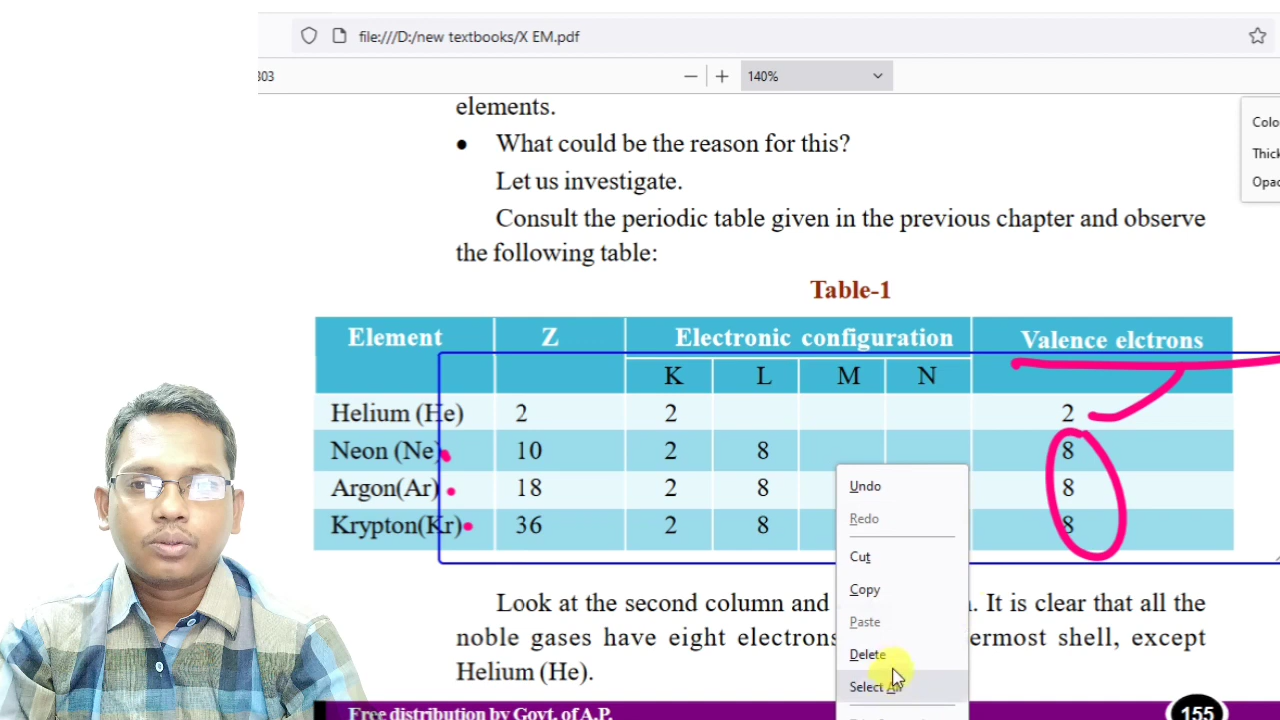 file:///D:/new textbooks/X EM.pdf
303
140%
Colo
Thick
Opac
elements.
• What could be the reason for this?
Let us investigate.
Consult the periodic table given in the previous chapter and observe
the following table:
Table-1
Element Z Electronic configuration Valence elctrons
K L M N
Helium (He) 2 2 2
Neon (Ne) 10 2 8 8
Argon(Ar) 18 2 8 8
Krypton(Kr) 36 2 8 8
Undo
Redo
Cut
Copy
Paste
Delete
Select All
Look at the second column and . It is clear that all the
noble gases have eight electrons ermost shell, except
Helium (He).
Free distribution by Govt. of A.P. 155